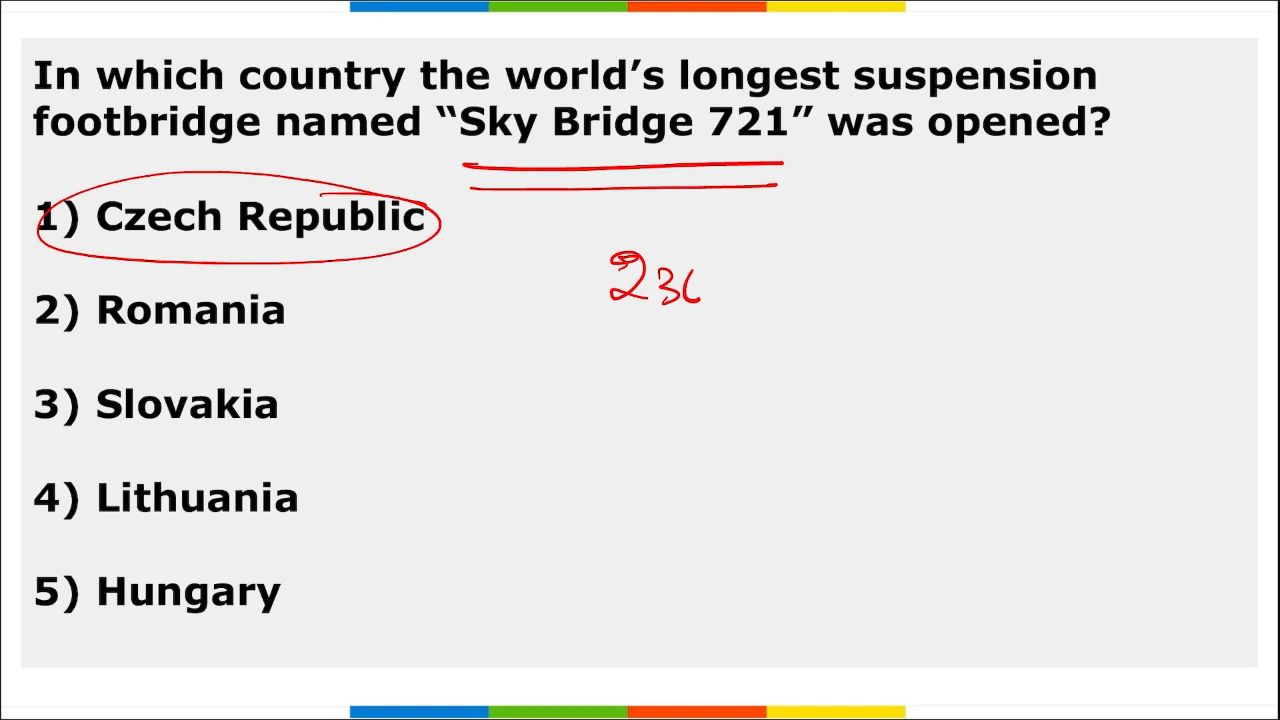 In which country the world’s longest suspension
footbridge named “Sky Bridge 721” was opened?
1) Czech Republic
236
2) Romania
3) Slovakia
4) Lithuania
5) Hungary